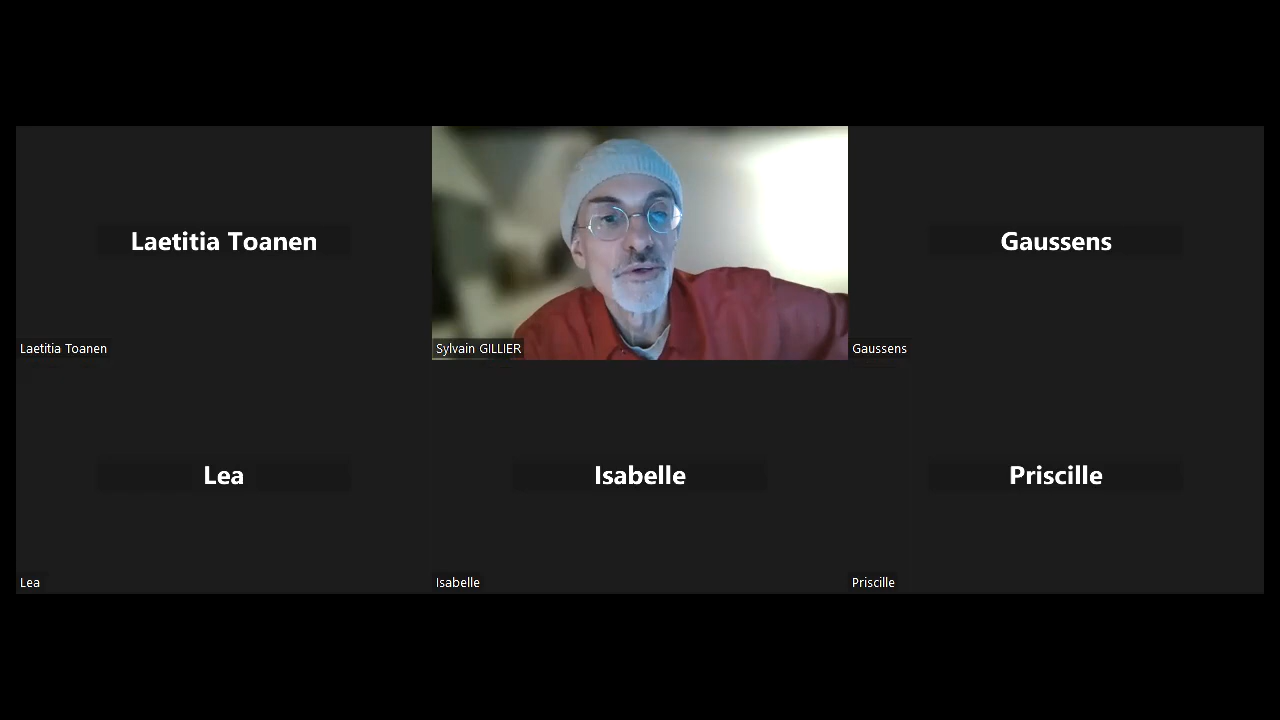 Laetitia Toanen
Laetitia Toanen
Sylvain GILLIER
Gaussens
Gaussens
Lea
Lea
Isabelle
Isabelle
Priscille
Priscille